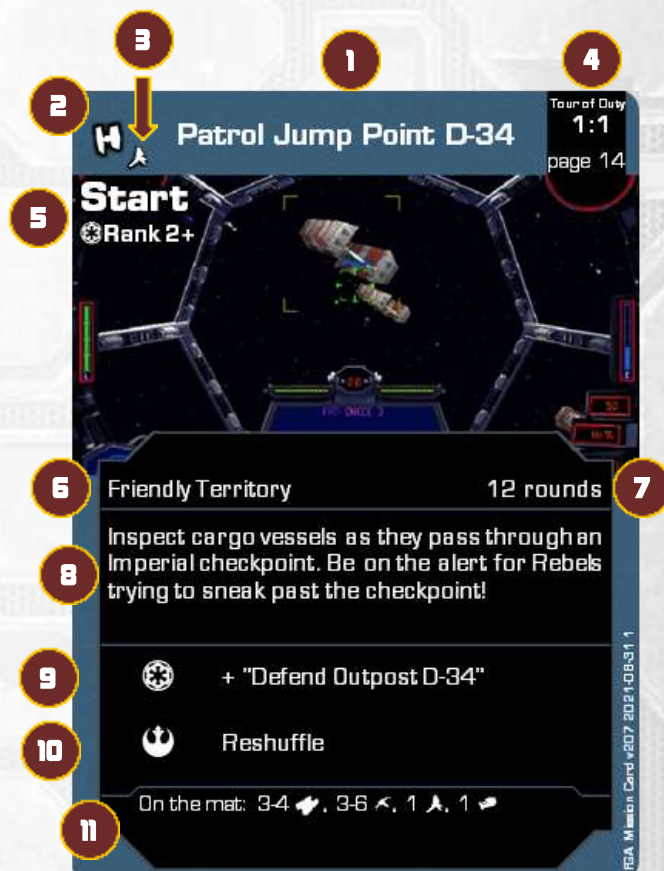 3
1
4
2
Tour of Duty
1:1
Patrol Jump Point D-34
page 14
Start
5
Rank 2+
6
Friendly Territory
12 rounds
7
8
Inspect cargo vessels as they pass through an
Imperial checkpoint. Be on the alert for Rebels
trying to sneak past the checkpoint!
9
+ "Defend Outpost D-34"
10
Reshuffle
11
On the mat: 3-4 , 3-6 , 1 , 1
Mission Card v207 2021-08-31 1